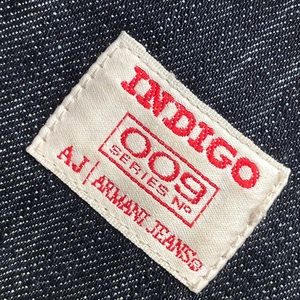 INDIGO
009
SERIES No
AJ | ARMANI JEANS®